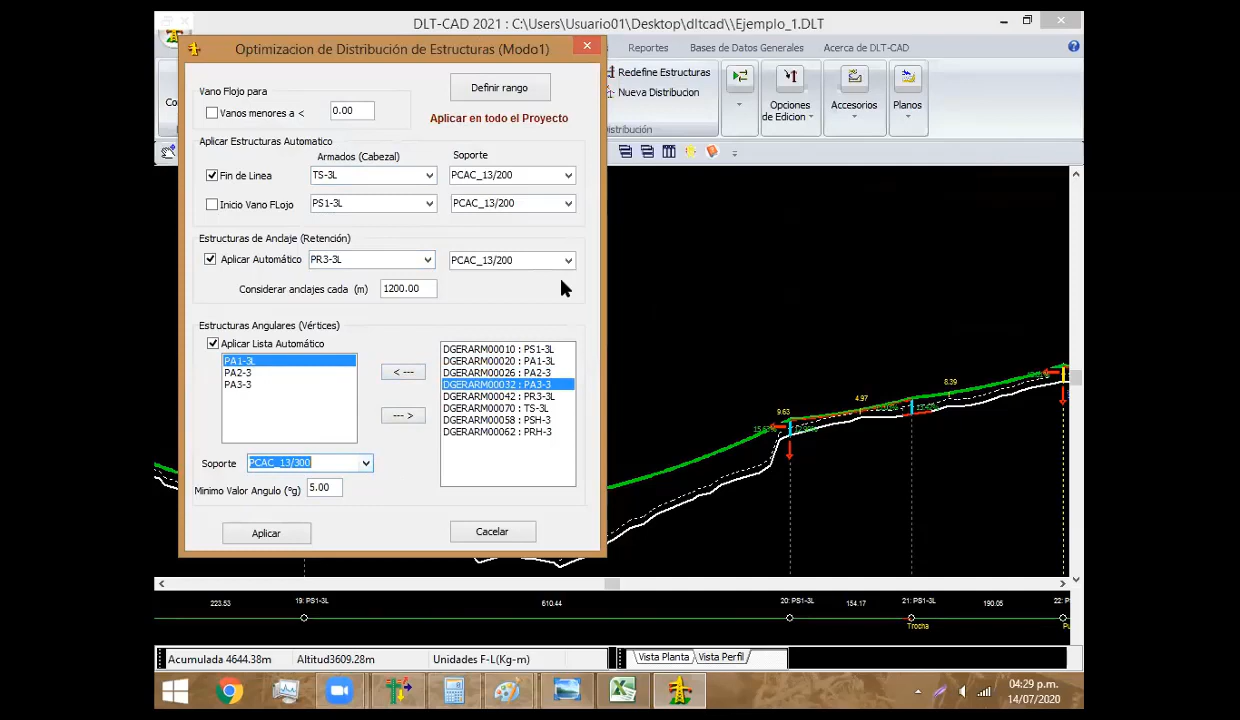 DLT-CAD 2021 : C:\Users\Usuario01\Desktop\dltcad\\Ejemplo_1.DLT
Optimizacion de Distribución de Estructuras (Modo1)
Reportes
Bases de Datos Generales
Acerca de DLT-CAD
Vano Flojo para
Vanos menores a <
0.00
Definir rango
Aplicar en todo el Proyecto
Redefine Estructuras
Nueva Distribucion
Opciones
de Edicion
Accesorios
Planos
Aplicar Estructuras Automatico
Armados (Cabezal)
Soporte
Fin de Linea
TS-3L
PCAC_13/200
Inicio Vano FLojo
PS1-3L
PCAC_13/200
Estructuras de Anclaje (Retención)
Aplicar Automático
PR3-3L
PCAC_13/200
Considerar anclajes cada (m)
1200.00
Estructuras Angulares (Vértices)
Aplicar Lista Automático
PA1-3L
PA2-3
PA3-3
< ---
--- >
DGERARM00010 : PS1-3L
DGERARM00020 : PA1-3L
DGERARM00026 : PA2-3
DGERARM00032 : PA3-3
DGERARM00042 : PR3-3L
DGERARM00070 : TS-3L
DGERARM00058 : PSH-3
DGERARM00062 : PRH-3
Soporte
PCAC_13/300
Minimo Valor Angulo (ºg)
5.00
Aplicar
Cacelar
9.63
4.97
8.39
223.53
19: PS1-3L
610.44
20: PS1-3L
154.17
21: PS1-3L
190.05
22:
Trocha
Acumulada 4644.38m
Altitud3609.28m
Unidades F-L(Kg-m)
Vista Planta
Vista Perfil
04:29 p.m.
14/07/2020